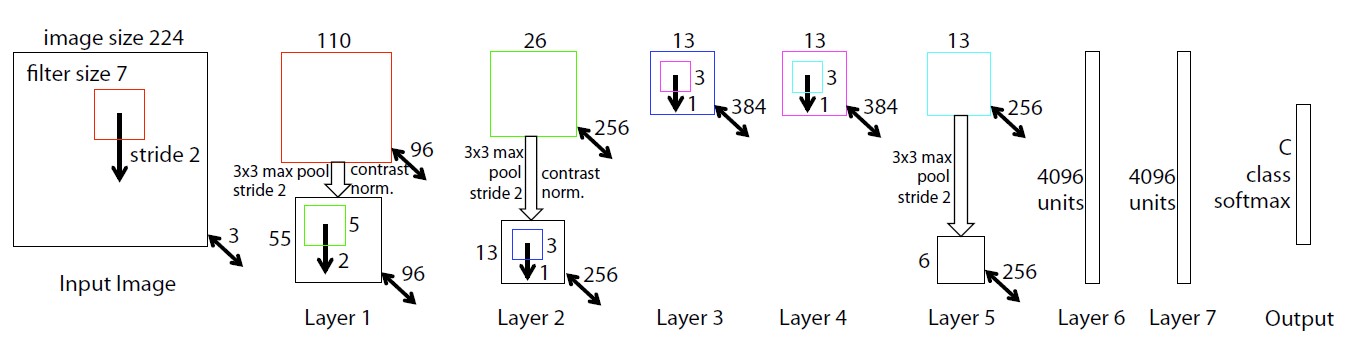 image size 224
filter size 7
stride 2
3
Input Image
110
96
3x3 max pool
stride 2
contrast
norm.
55
5
2
96
Layer 1
26
256
3x3 max
pool
stride 2
contrast
norm.
13
3
1
256
Layer 2
13
3
1
384
Layer 3
13
3
1
384
Layer 4
13
256
3x3 max
pool
stride 2
6
256
Layer 5
4096
units
Layer 6
4096
units
Layer 7
C
class
softmax
Output